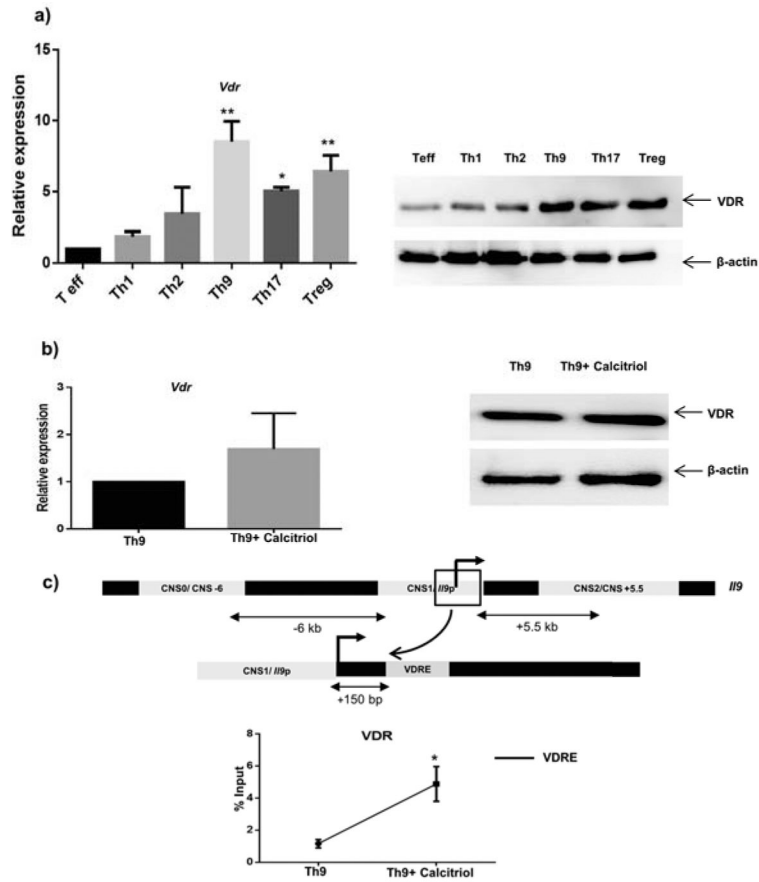 a)
Relative expression
15
10
5
0
Vdr
**
*
**
T eff
Th1
Th2
Th9
Th17
Treg
Teff Th1 Th2 Th9 Th17 Treg
VDR
β-actin
b)
Relative expression
3
2
1
0
Vdr
Th9
Th9+ Calcitriol
Th9 Th9+ Calcitriol
VDR
β-actin
c)
CNS0/ CNS -6
CNS1/ Il9p
CNS2/CNS +5.5
Il9
-6 kb
+5.5 kb
CNS1/ Il9p
VDRE
+150 bp
VDR
% Input
8
6
4
2
0
*
VDRE
Th9
Th9+ Calcitriol